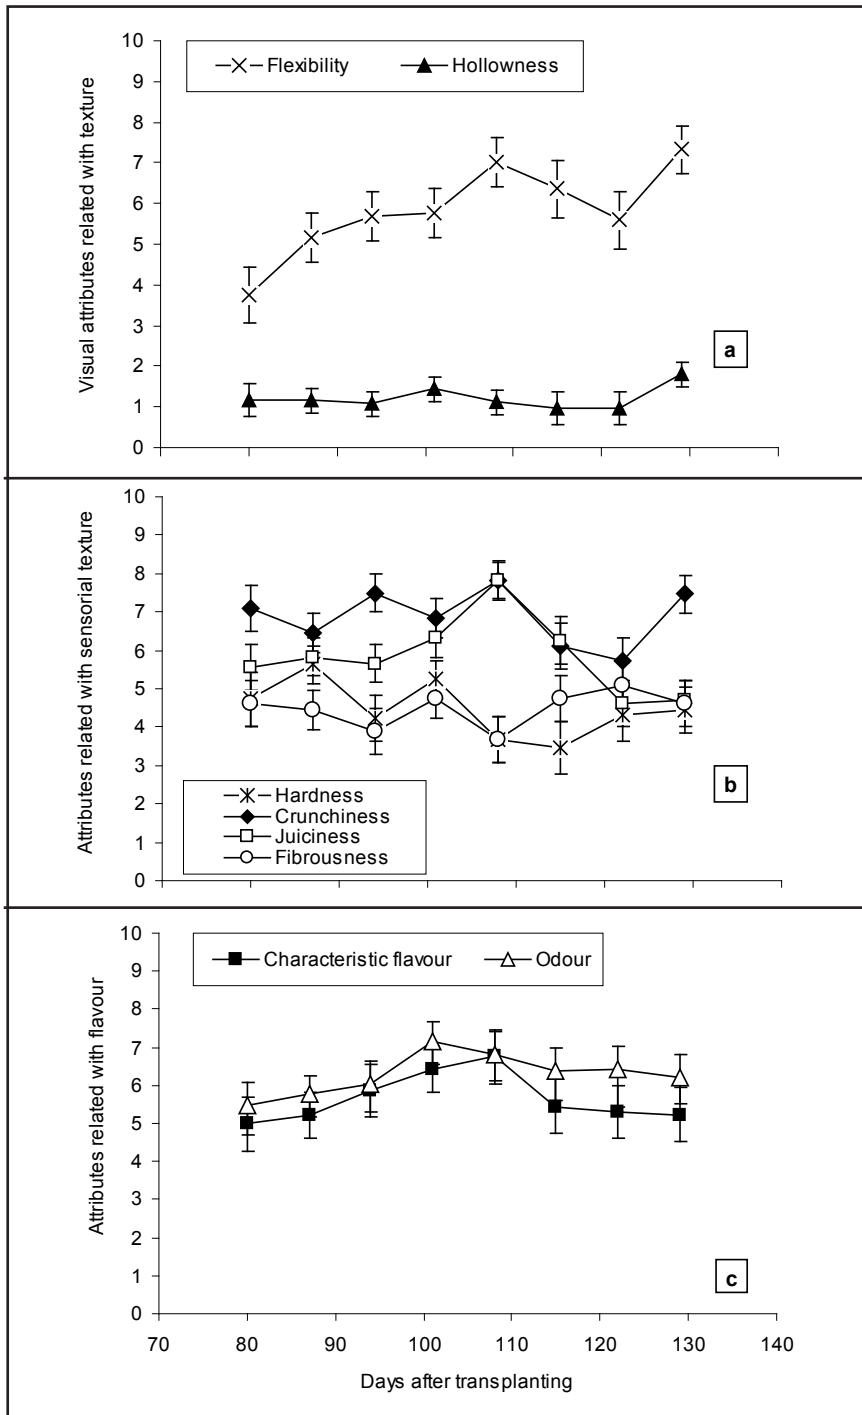 10
9
8
7
6
5
4
3
2
1
0
Visual attributes related with texture
Flexibility
Hollowness
a
10
9
8
7
6
5
4
3
2
1
0
Attributes related with sensorial texture
Hardness
Crunchiness
Juiciness
Fibrousness
b
10
9
8
7
6
5
4
3
2
1
0
Attributes related with flavour
Characteristic flavour
Odour
c
70 80 90 100 110 120 130 140
Days after transplanting